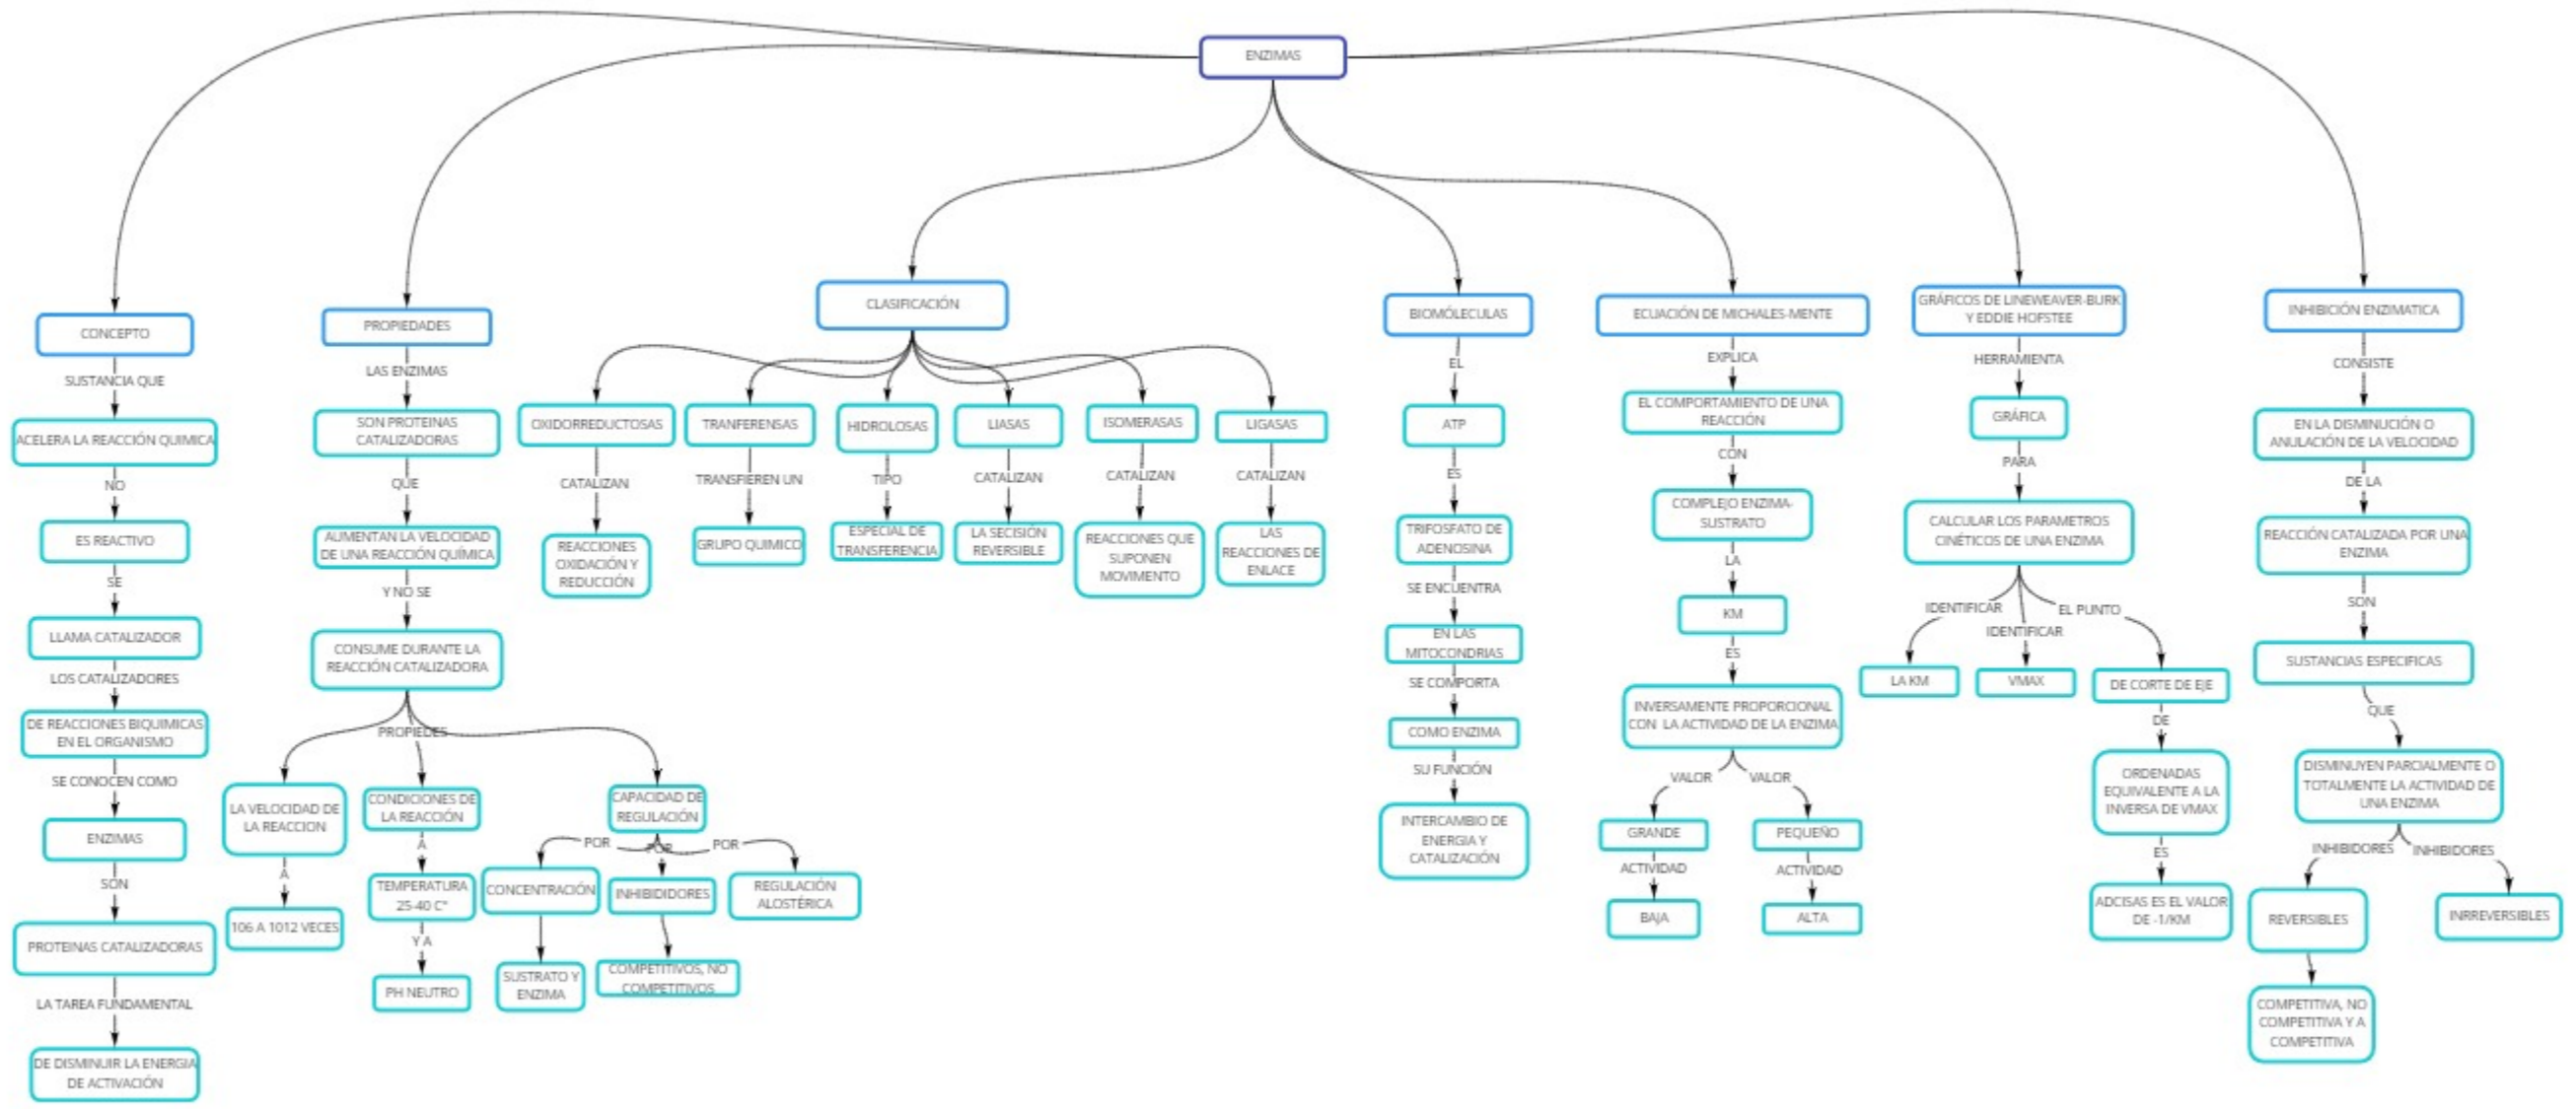 ENZIMAS
CONCEPTO
SUSTANCIA QUE
ACELERA LA REACCIÓN QUIMICA
NO
ES REACTIVO
SE
LLAMA CATALIZADOR
LOS CATALIZADORES
DE REACCIONES BIQUIMICAS
EN EL ORGANISMO
SE CONOCEN COMO
ENZIMAS
SON
PROTEINAS CATALIZADORAS
LA TAREA FUNDAMENTAL
DE DISMINUIR LA ENERGIA
DE ACTIVACIÓN
PROPIEDADES
LAS ENZIMAS
SON PROTEINAS
CATALIZADORAS
QUE
AUMENTAN LA VELOCIDAD
DE UNA REACCIÓN QUÍMICA
Y NO SE
CONSUME DURANTE LA
REACCIÓN CATALIZADORA
PROPIEDES
LA VELOCIDAD DE
LA REACCION
A
106 A 1012 VECES
CONDICIONES DE
LA REACCIÓN
A
TEMPERATURA
25-40 C°
Y A
PH NEUTRO
CAPACIDAD DE
REGULACIÓN
POR
POR
POR
CONCENTRACIÓN
SUSTRATO Y
ENZIMA
INHIBIDIDORES
COMPETITIVOS, NO
COMPETITIVOS
REGULACIÓN
ALOSTÉRICA
CLASIFICACIÓN
OXIDORREDUCTOSAS
CATALIZAN
REACCIONES
OXIDACIÓN Y
REDUCCIÓN
TRANFERENSAS
TRANSFIEREN UN
GRUPO QUIMICO
HIDROLOSAS
TIPO
ESPECIAL DE
TRANSFERENCIA
LIASAS
CATALIZAN
LA SECISIÓN
REVERSIBLE
ISOMERASAS
CATALIZAN
REACCIONES QUE
SUPONEN
MOVIMENTO
LIGASAS
CATALIZAN
LAS
REACCIONES DE
ENLACE
BIOMÓLECULAS
EL
ATP
ES
TRIFOSFATO DE
ADENOSINA
SE ENCUENTRA
EN LAS
MITOCONDRIAS
SE COMPORTA
COMO ENZIMA
SU FUNCIÓN
INTERCAMBIO DE
ENERGIA Y
CATALIZACIÓN
ECUACIÓN DE MICHALES-MENTE
EXPLICA
EL COMPORTAMIENTO DE UNA
REACCIÓN
CON
COMPLEJO ENZIMA-
SUSTRATO
LA
KM
ES
INVERSAMENTE PROPORCIONAL
CON LA ACTIVIDAD DE LA ENZIMA
VALOR
VALOR
GRANDE
ACTIVIDAD
BAJA
PEQUEÑO
ACTIVIDAD
ALTA
GRÁFICOS DE LINEWEAVER-BURK
Y EDDIE HOFSTEE
HERRAMIENTA
GRÁFICA
PARA
CALCULAR LOS PARAMETROS
CINÉTICOS DE UNA ENZIMA
IDENTIFICAR
IDENTIFICAR
EL PUNTO
LA KM
VMAX
DE CORTE DE EJE
DE
ORDENADAS
EQUIVALENTE A LA
INVERSA DE VMAX
ES
ADCISAS ES EL VALOR
DE -1/KM
INHIBICIÓN ENZIMATICA
CONSISTE
EN LA DISMINUCIÓN O
ANULACIÓN DE LA VELOCIDAD
DE LA
REACCIÓN CATALIZADA POR UNA
ENZIMA
SON
SUSTANCIAS ESPECIFICAS
QUE
DISMINUYEN PARCIALMENTE O
TOTALMENTE LA ACTIVIDAD DE
UNA ENZIMA
INHIBIDORES
INHIBIDORES
REVERSIBLES
COMPETITIVA, NO
COMPETITIVA Y A
COMPETITIVA
INRREVERSIBLES